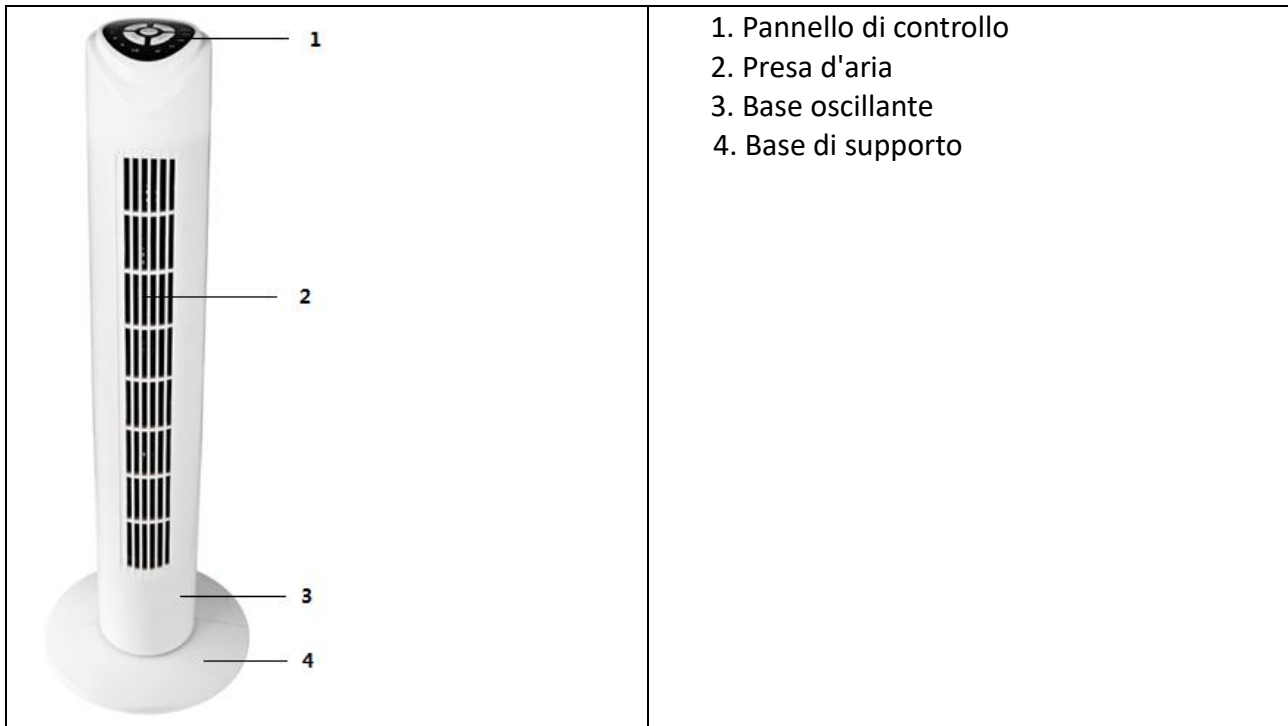 1
2
3
4
1. Pannello di controllo
2. Presa d'aria
3. Base oscillante
4. Base di supporto